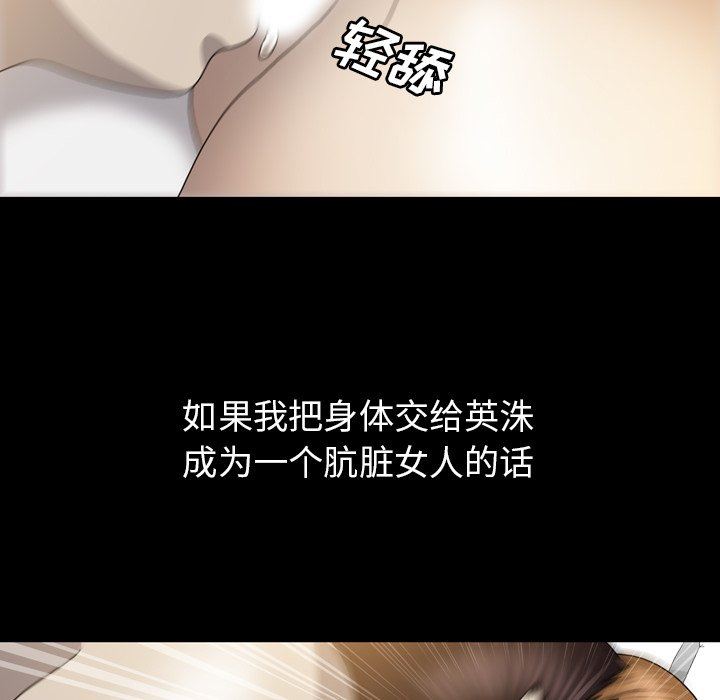 轻舔
如果我把身体交给英洙
成为一个肮脏女人的话